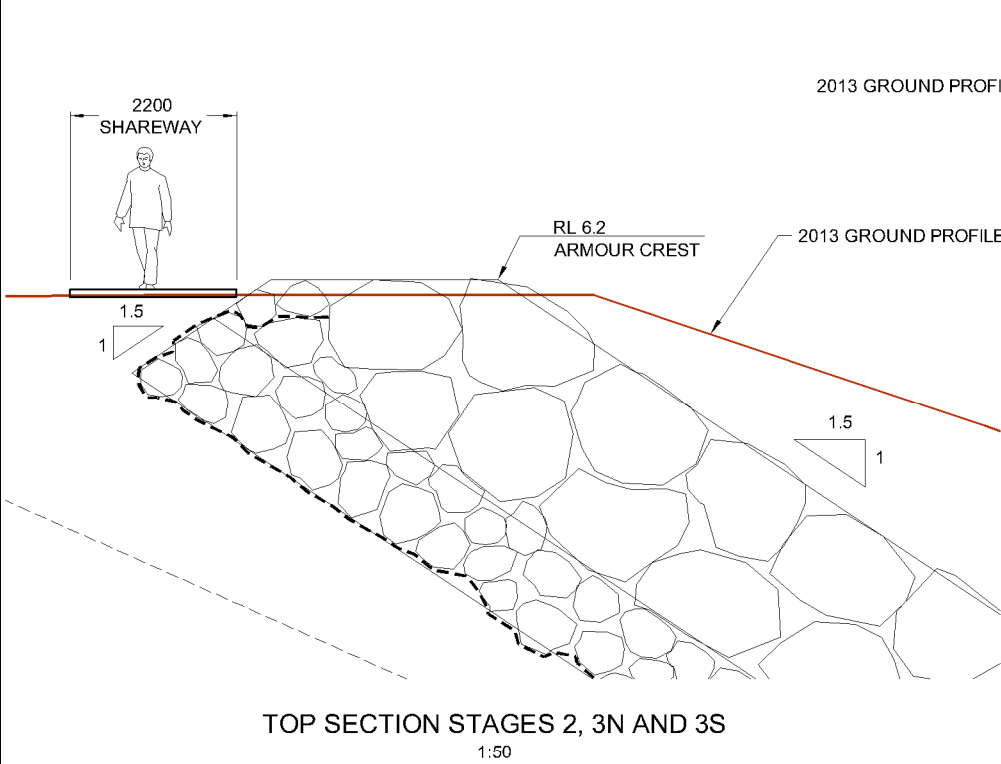 2013 GROUND PROFI
2200
SHAREWAY
RL 6.2
ARMOUR CREST
2013 GROUND PROFILE
1.5
1
1.5
1
TOP SECTION STAGES 2, 3N AND 3S
1:50